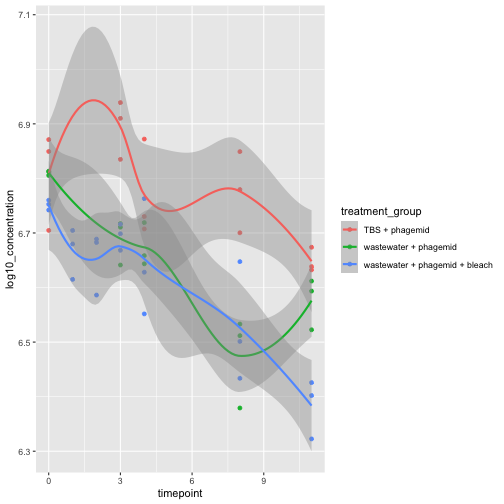 7.1
6.9
6.7
6.5
6.3
log10_concentration
0
3
6
9
timepoint
treatment_group
TBS + phagemid
wastewater + phagemid
wastewater + phagemid + bleach